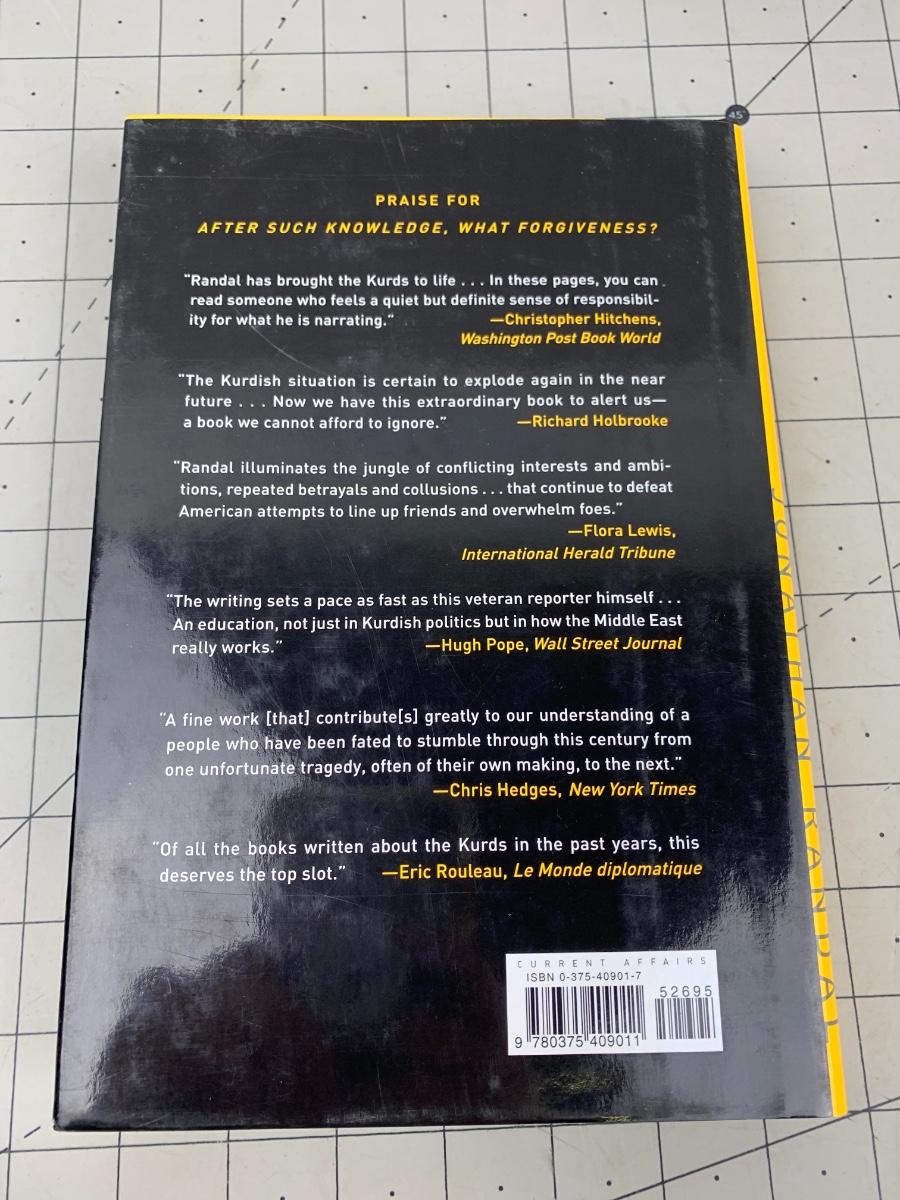 PRAISE FOR
AFTER SUCH KNOWLEDGE, WHAT FORGIVENESS?
“Randal has brought the Kurds to life . . . In these pages, you can
read someone who feels a quiet but definite sense of responsibil-
ity for what he is narrating.” —Christopher Hitchens,
Washington Post Book World
“The Kurdish situation is certain to explode again in the near
future . . . Now we have this extraordinary book to alert us—
a book we cannot afford to ignore.” —Richard Holbrooke
“Randal illuminates the jungle of conflicting interests and ambi-
tions, repeated betrayals and collusions . . . that continue to defeat
American attempts to line up friends and overwhelm foes.”
—Flora Lewis,
International Herald Tribune
“The writing sets a pace as fast as this veteran reporter himself . . .
An education, not just in Kurdish politics but in how the Middle East
really works.” —Hugh Pope, Wall Street Journal
“A fine work [that] contribute[s] greatly to our understanding of a
people who have been fated to stumble through this century from
one unfortunate tragedy, often of their own making, to the next.”
—Chris Hedges, New York Times
“Of all the books written about the Kurds in the past years, this
deserves the top slot.” —Eric Rouleau, Le Monde diplomatique
CURRENT AFFAIRS
ISBN 0-375-40901-7
52695
9 780375 409011
JONATHAN RANDAL
45°